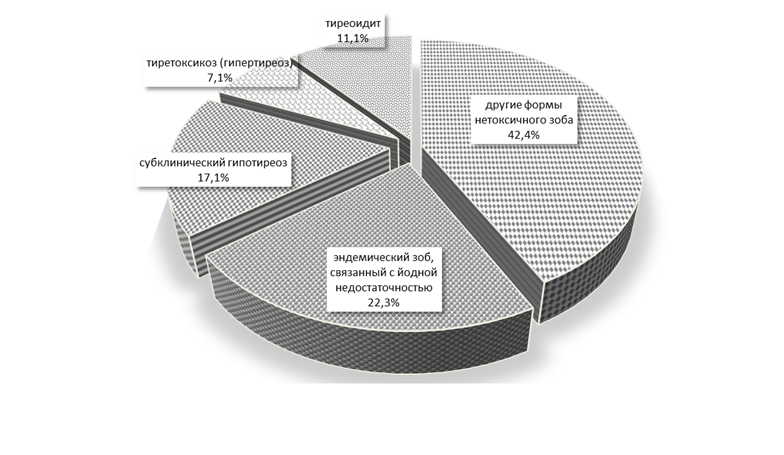 тиреоидит
11,1%
тиретоксикоз (гипертиреоз)
7,1%
другие формы
нетоксичного зоба
42,4%
субклинический гипотиреоз
17,1%
эндемический зоб,
связанный с йодной
недостаточностью
22,3%